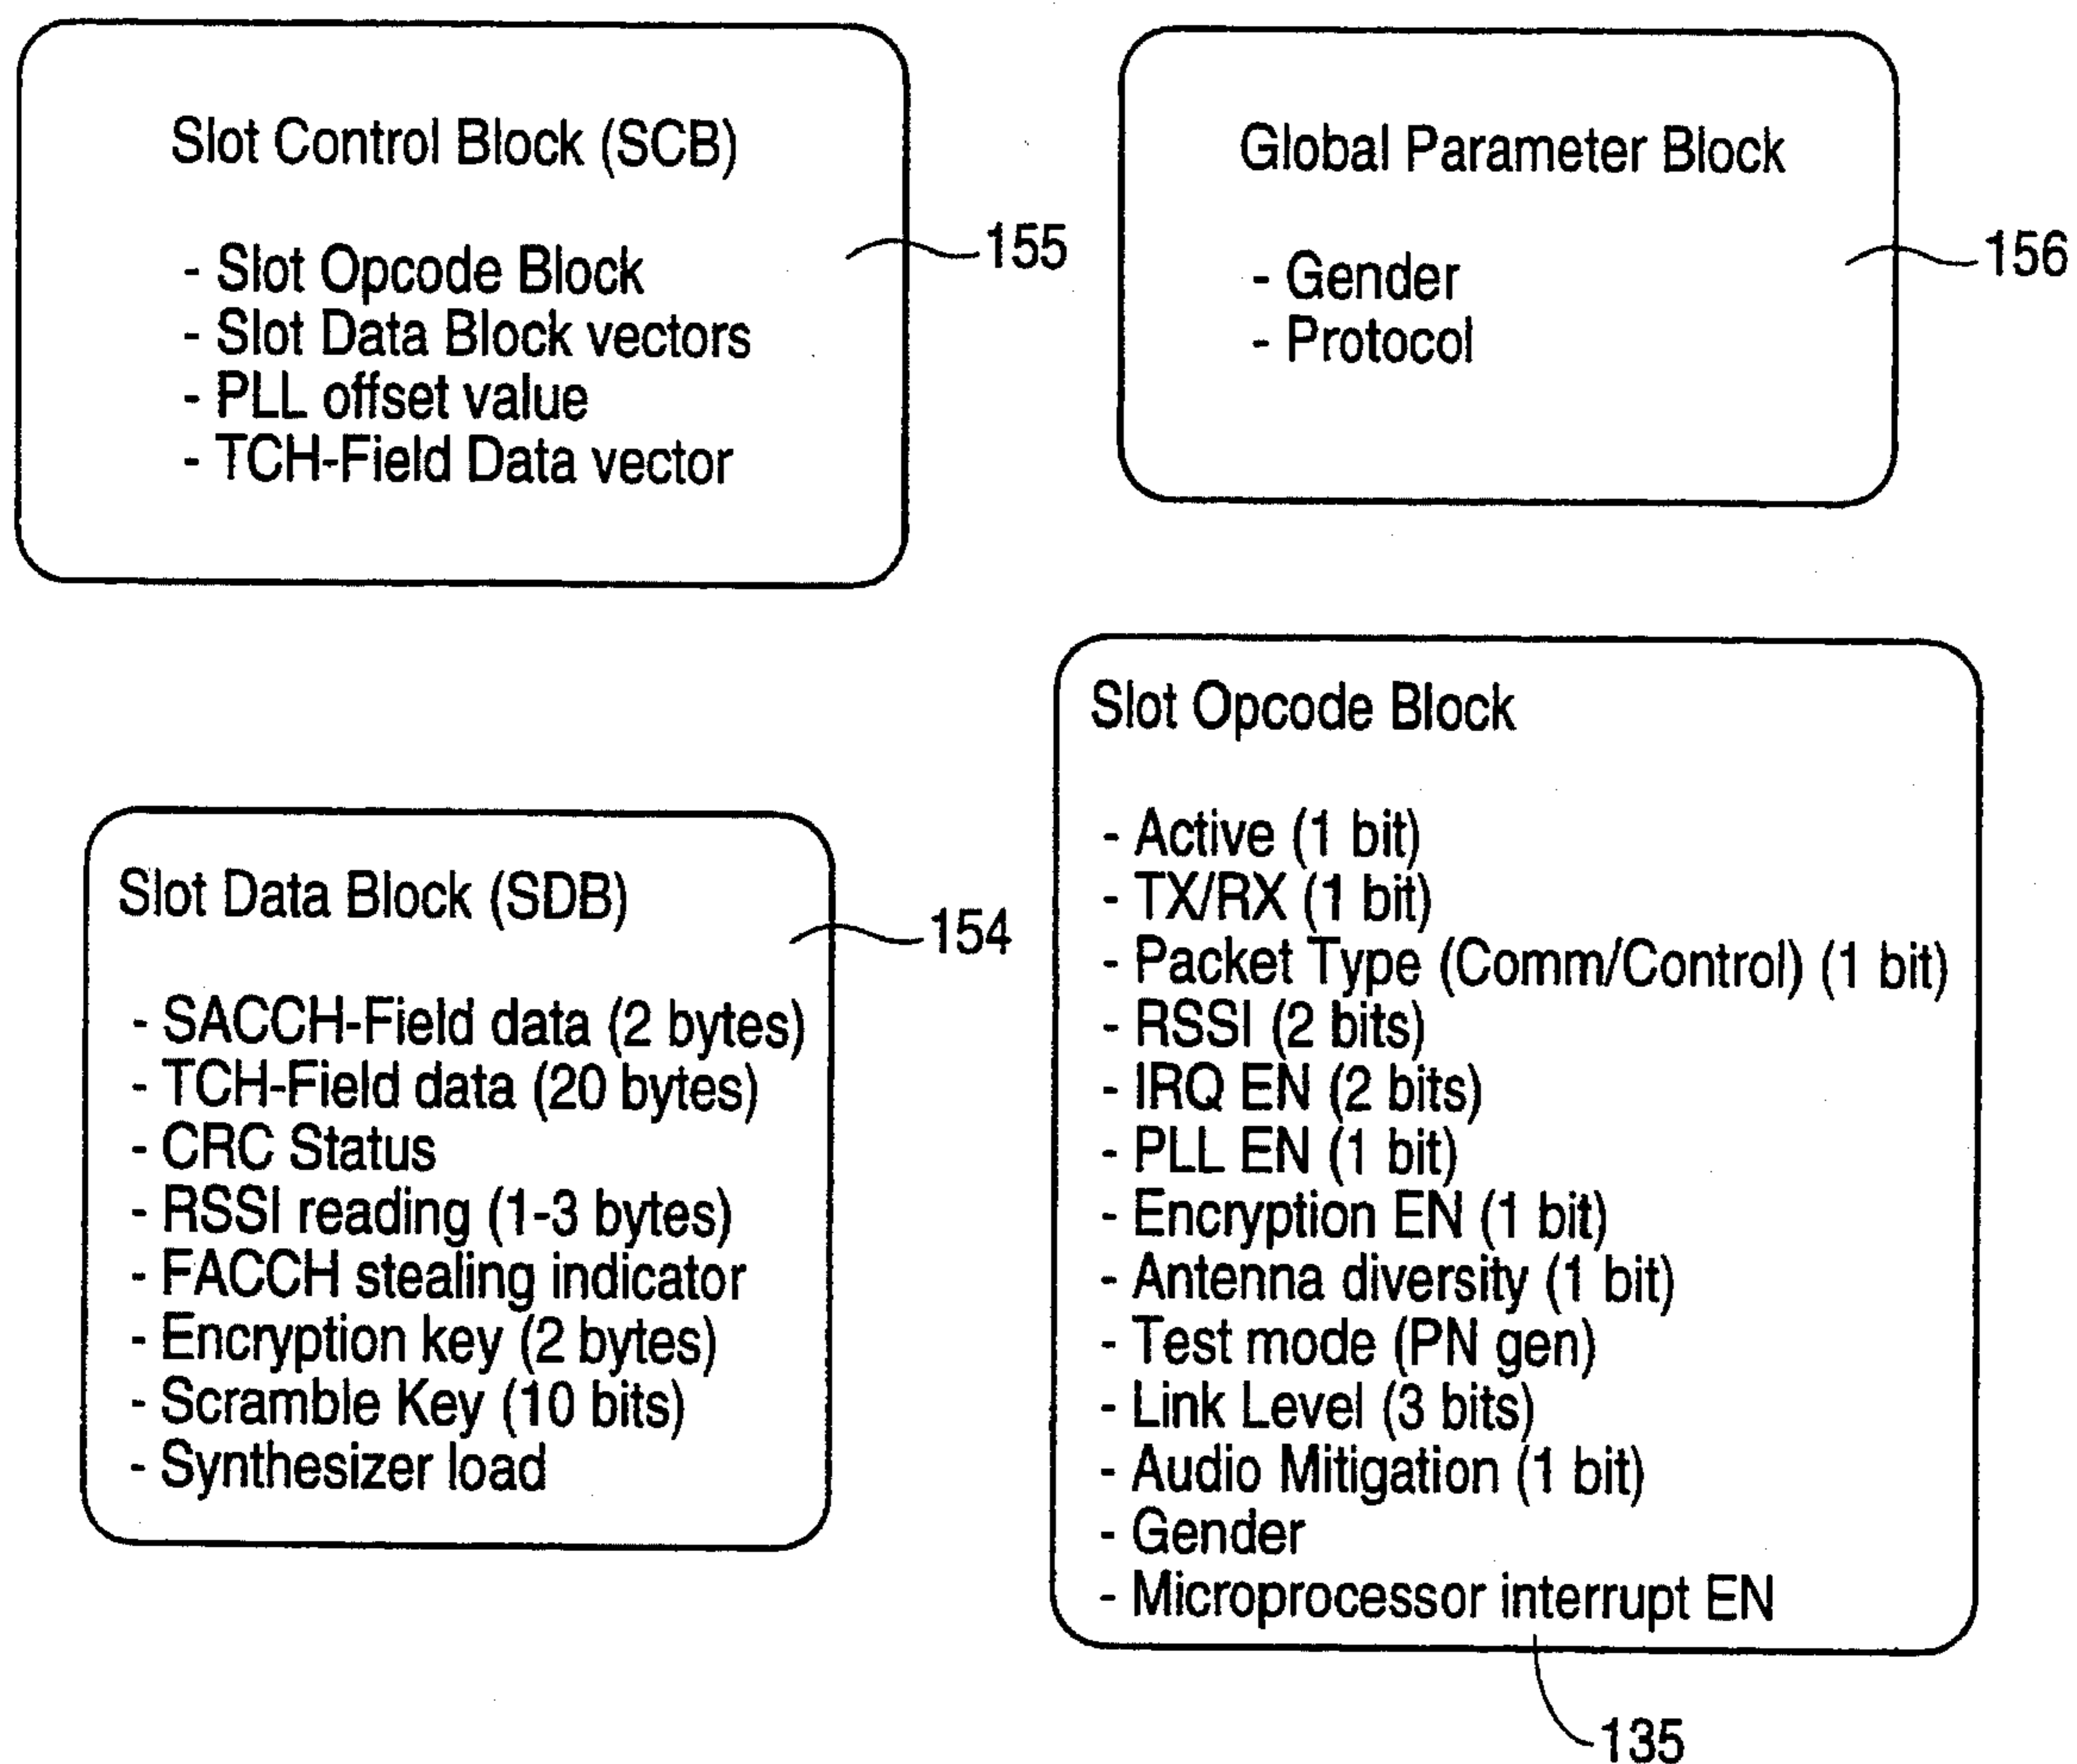 Slot Control Block (SCB)
- Slot Opcode Block
- Slot Data Block vectors
- PLL offset value
- TCH-Field Data vector
155
Global Parameter Block
- Gender
- Protocol
156
Slot Data Block (SDB)
- SACCH-Field data (2 bytes)
- TCH-Field data (20 bytes)
- CRC Status
- RSSI reading (1-3 bytes)
- FACCH stealing indicator
- Encryption key (2 bytes)
- Scramble Key (10 bits)
- Synthesizer load
154
Slot Opcode Block
- Active (1 bit)
- TX/RX (1 bit)
- Packet Type (Comm/Control) (1 bit)
- RSSI (2 bits)
- IRQ EN (2 bits)
- PLL EN (1 bit)
- Encryption EN (1 bit)
- Antenna diversity (1 bit)
- Test mode (PN gen)
- Link Level (3 bits)
- Audio Mitigation (1 bit)
- Gender
- Microprocessor interrupt EN
135